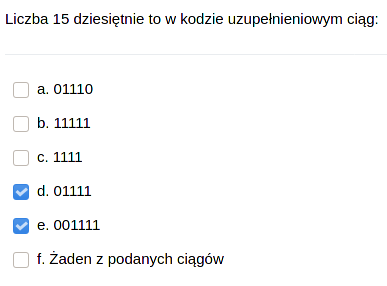 Liczba 15 dziesiętnie to w kodzie uzupełnieniowym ciąg:
a. 01110
b. 11111
c. 1111
d. 01111
e. 001111
f. Żaden z podanych ciągów